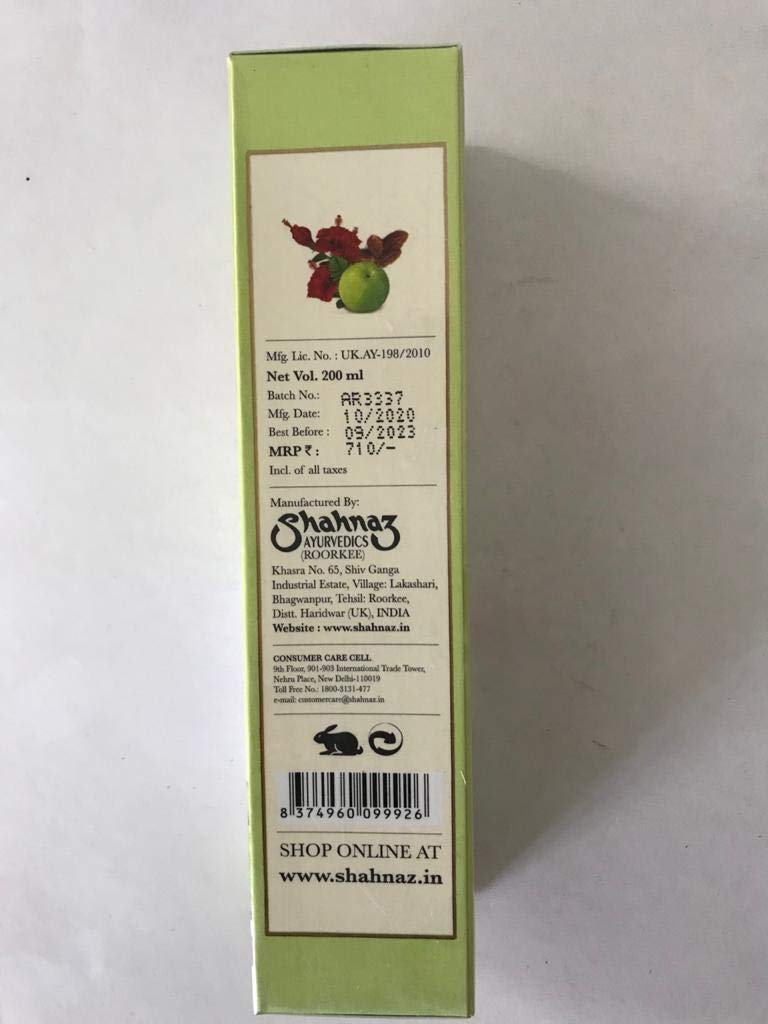 Mfg. Lic. No. : UK.AY-198/2010
Net Vol. 200 ml
Batch No.: AR3337
Mfg. Date: 10/2020
Best Before : 09/2023
MRP ₹ : 710/-
Incl. of all taxes
Manufactured By:
Shahnaz
AYURVEDICS
(ROORKEE)
Khasra No. 65, Shiv Ganga
Industrial Estate, Village: Lakashari,
Bhagwanpur, Tehsil: Roorkee,
Distt. Haridwar (UK), INDIA
Website : www.shahnaz.in
CONSUMER CARE CELL
9th Floor, 901-903 International Trade Tower,
Nehru Place, New Delhi-110019
Toll Free No.: 1800-3131-477
e-mail: customercare@shahnaz.in
8 374960 099926
SHOP ONLINE AT
www.shahnaz.in